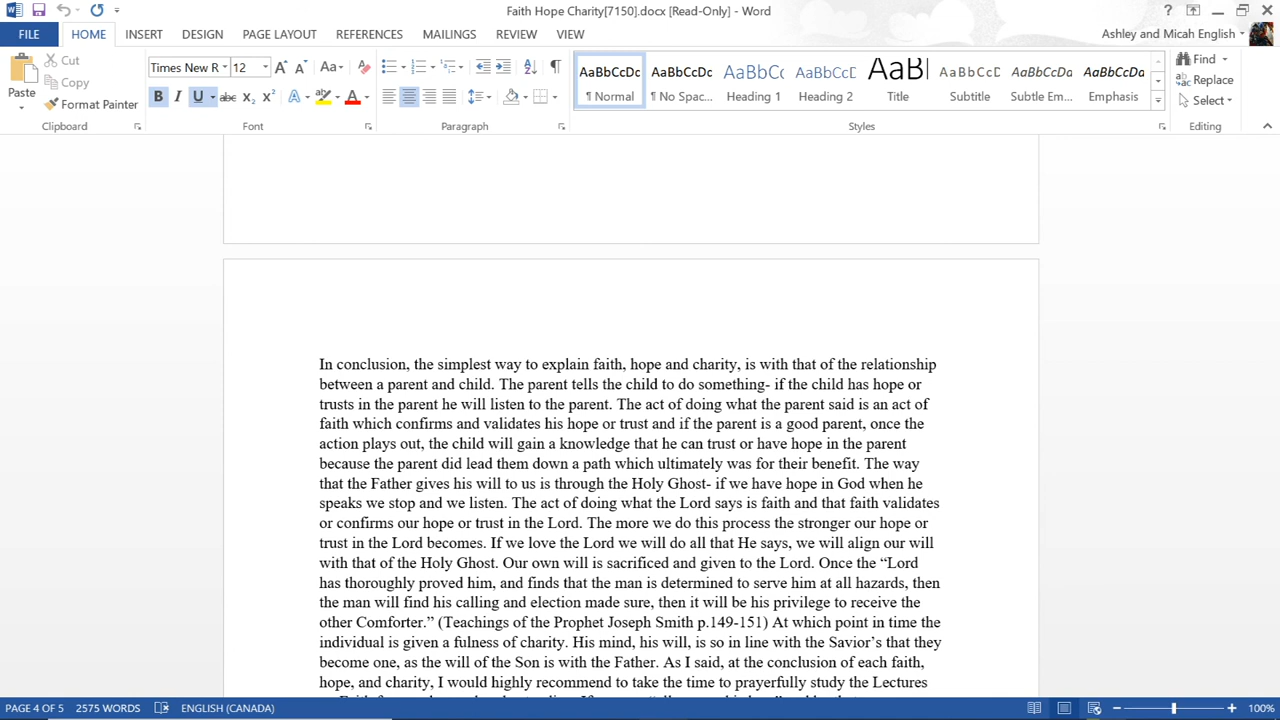 Faith Hope Charity[7150].docx [Read-Only] - Word
FILE HOME INSERT DESIGN PAGE LAYOUT REFERENCES MAILINGS REVIEW VIEW Ashley and Micah English
Cut
Copy
Format Painter
Paste
Clipboard
Times New R 12
Font
Paragraph
AaBbCcDc AaBbCcDc AaBbCc AaBbCcD AaBb AaBbCcD AaBbCcDc AaBbCcDc
¶ Normal ¶ No Spac... Heading 1 Heading 2 Title Subtitle Subtle Em... Emphasis
Styles
Find
Replace
Select
Editing
In conclusion, the simplest way to explain faith, hope and charity, is with that of the relationship
between a parent and child. The parent tells the child to do something- if the child has hope or
trusts in the parent he will listen to the parent. The act of doing what the parent said is an act of
faith which confirms and validates his hope or trust and if the parent is a good parent, once the
action plays out, the child will gain a knowledge that he can trust or have hope in the parent
because the parent did lead them down a path which ultimately was for their benefit. The way
that the Father gives his will to us is through the Holy Ghost- if we have hope in God when he
speaks we stop and we listen. The act of doing what the Lord says is faith and that faith validates
or confirms our hope or trust in the Lord. The more we do this process the stronger our hope or
trust in the Lord becomes. If we love the Lord we will do all that He says, we will align our will
with that of the Holy Ghost. Our own will is sacrificed and given to the Lord. Once the “Lord
has thoroughly proved him, and finds that the man is determined to serve him at all hazards, then
the man will find his calling and election made sure, then it will be his privilege to receive the
other Comforter.” (Teachings of the Prophet Joseph Smith p.149-151) At which point in time the
individual is given a fulness of charity. His mind, his will, is so in line with the Savior’s that they
become one, as the will of the Son is with the Father. As I said, at the conclusion of each faith,
hope, and charity, I would highly recommend to take the time to prayerfully study the Lectures
PAGE 4 OF 5 2575 WORDS ENGLISH (CANADA) 100%